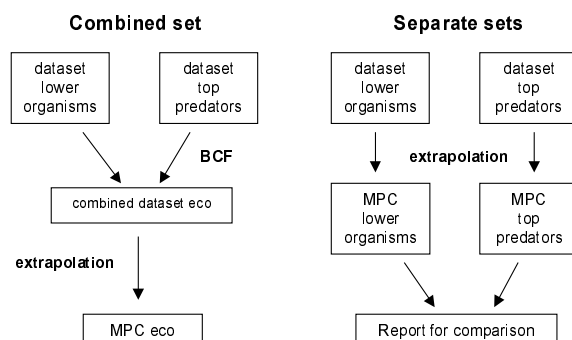 Combined set
dataset
lower
organisms
dataset
top
predators
BCF
combined dataset eco
extrapolation
MPC eco
Separate sets
dataset
lower
organisms
dataset
top
predators
extrapolation
MPC
lower
organisms
MPC
top
predators
Report for comparison